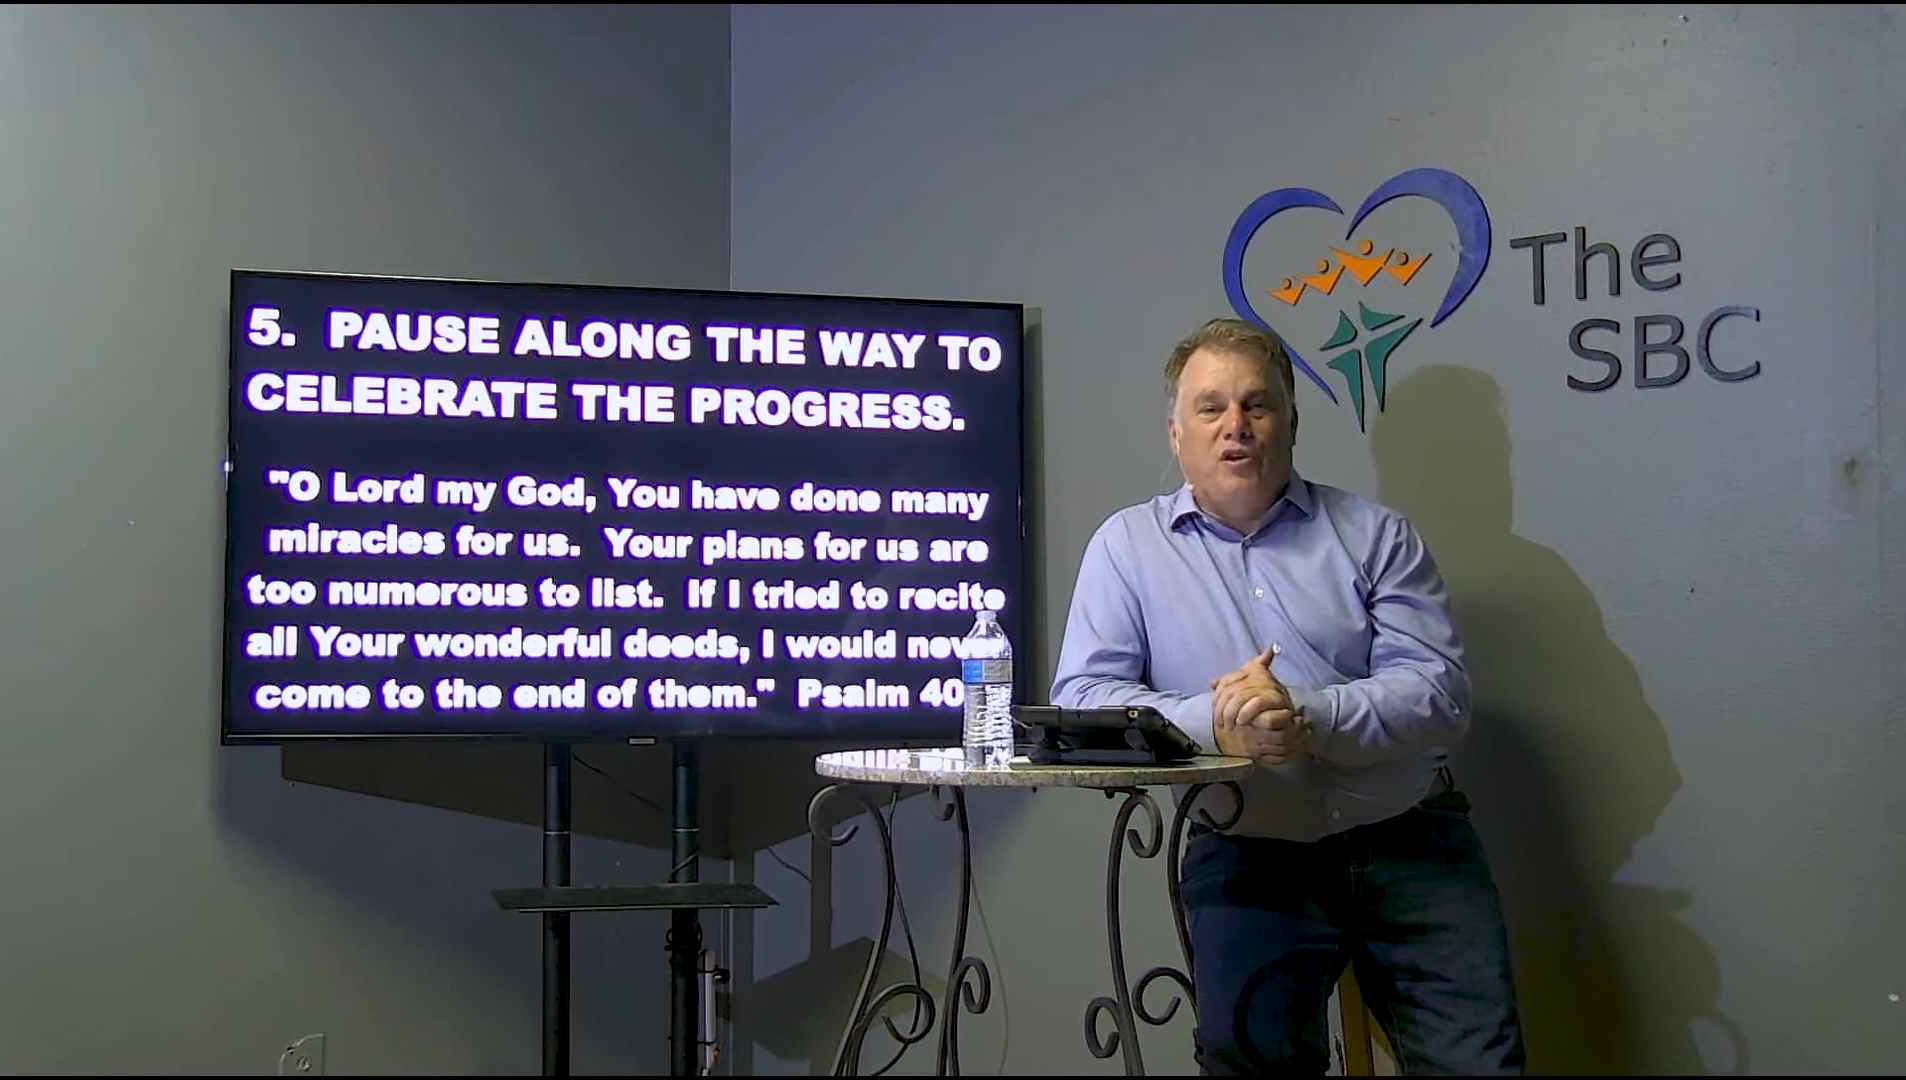 5. PAUSE ALONG THE WAY TO
CELEBRATE THE PROGRESS.
"O Lord my God, You have done many
miracles for us. Your plans for us are
too numerous to list. If I tried to recite
all Your wonderful deeds, I would
come to the end of them." Psalm 40
The
SBC